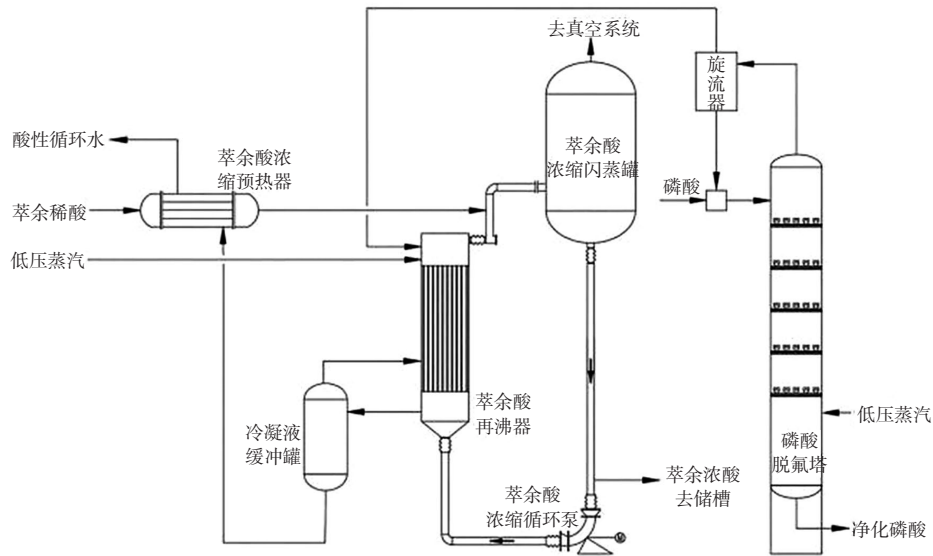 去真空系统
旋
流
器
酸性循环水
萃余酸浓
缩预热器
萃余酸
浓缩闪蒸罐
磷酸
萃余稀酸
低压蒸汽
萃余酸
再沸器
低压蒸汽
冷凝液
缓冲罐
磷酸
脱氟塔
萃余浓酸
去储槽
萃余酸
浓缩循环泵
M
净化磷酸